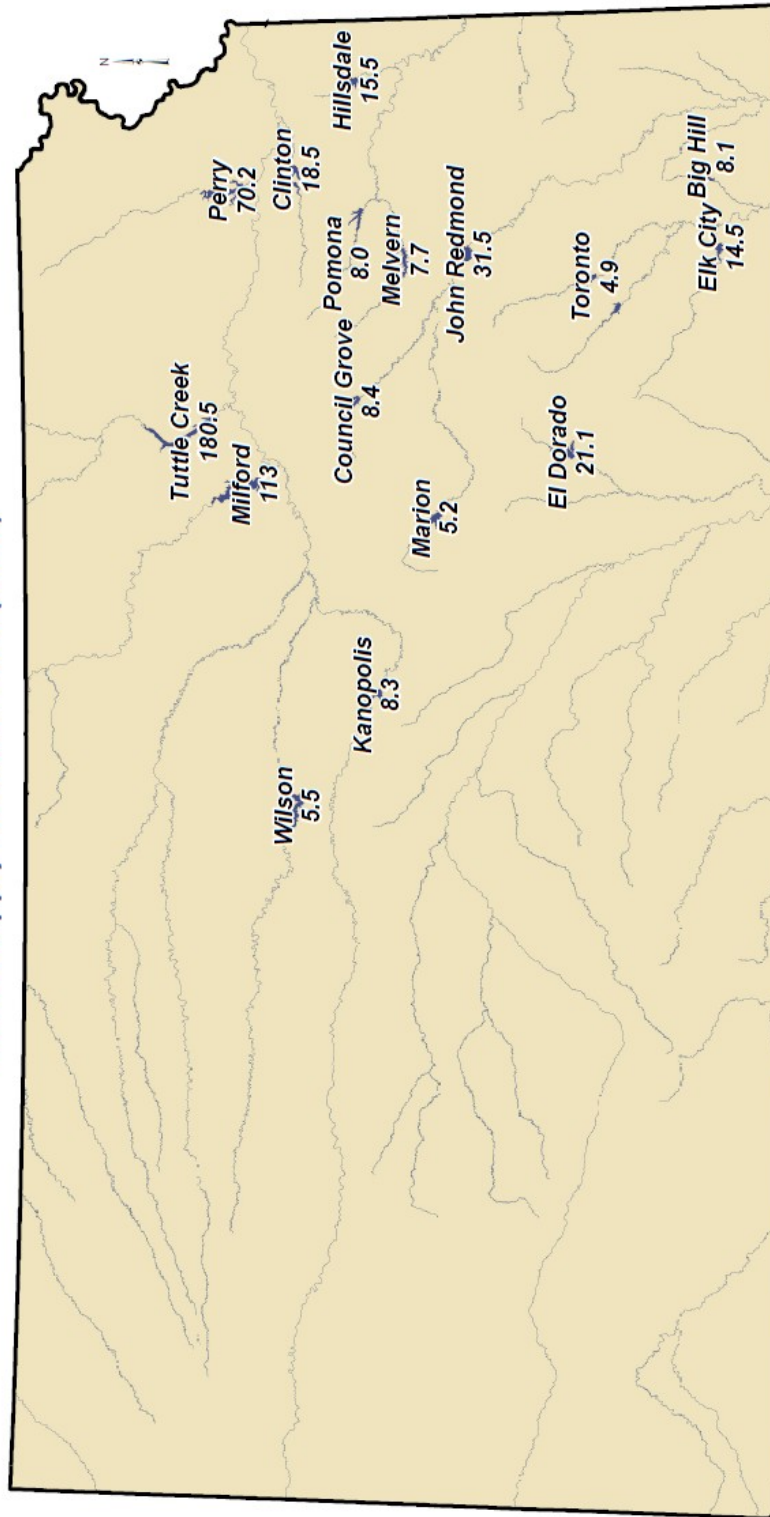 N
Perry
70.2
Tuttle Creek
180.5
Milford
113
Clinton
18.5
Hillsdale
15.5
Wilson
5.5
Pomona
8.0
Council Grove
8.4
Kanopolis
8.3
Melvern
7.7
Marion
5.2
John Redmond
31.5
Toronto
4.9
El Dorado
21.1
Big Hill
8.1
Elk City
14.5